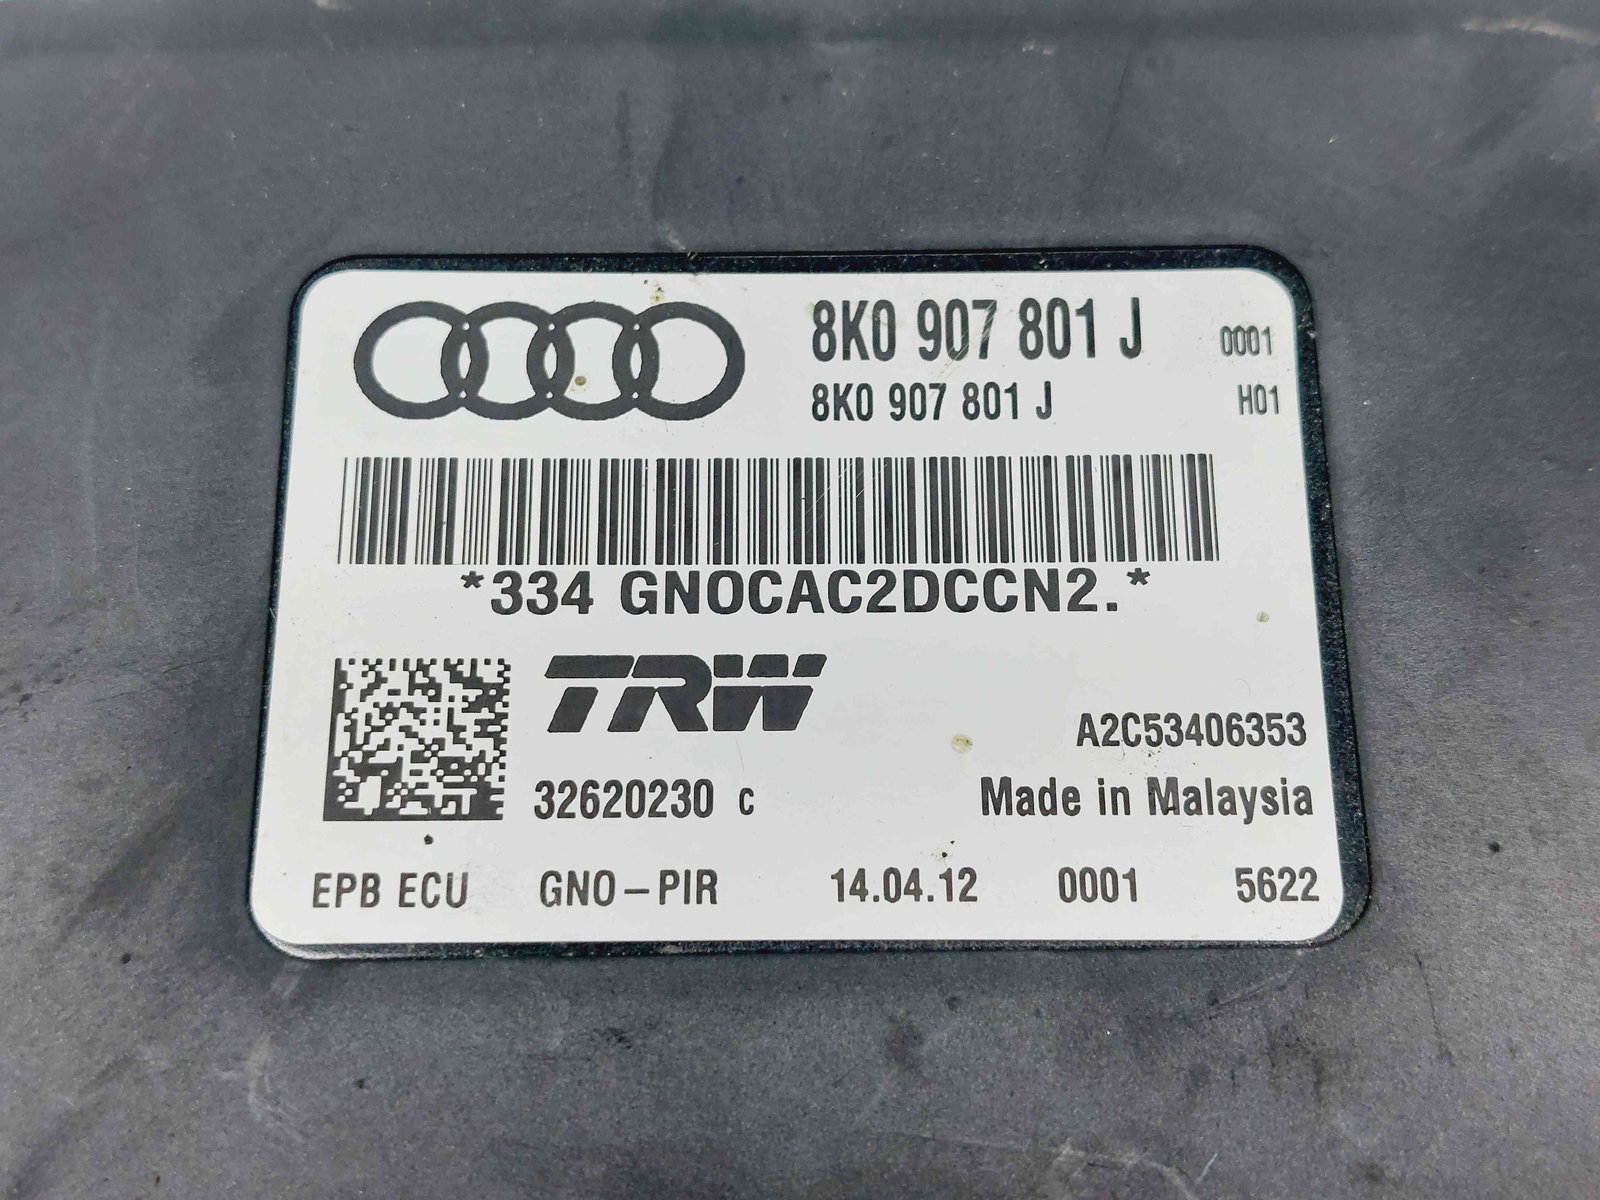 8K0 907 801 J 0001
8K0 907 801 J H01
*334 GNOCAC2DCCN2.*
TRW
A2C53406353
32620230 c Made in Malaysia
EPB ECU GNO-PIR 14.04.12 0001 5622